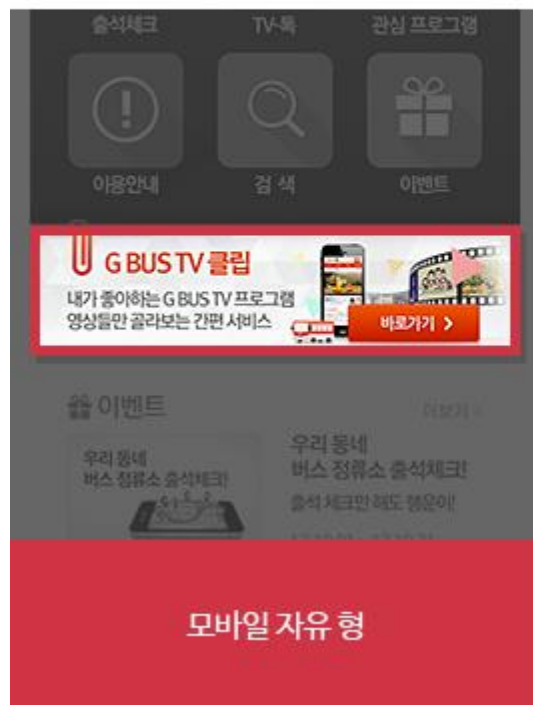 출석체크
TV-톡
관심 프로그램
이용안내
검 색
이벤트
G BUS TV 클립
내가 좋아하는 G BUS TV 프로그램
영상들만 골라보는 간편 서비스
바로가기 >
이벤트
더보기 >
우리 동네
버스 정류소 출석체크!
우리 동네
버스 정류소 출석체크!
출석 체크만 해도 행운이!
모바일 자유 형